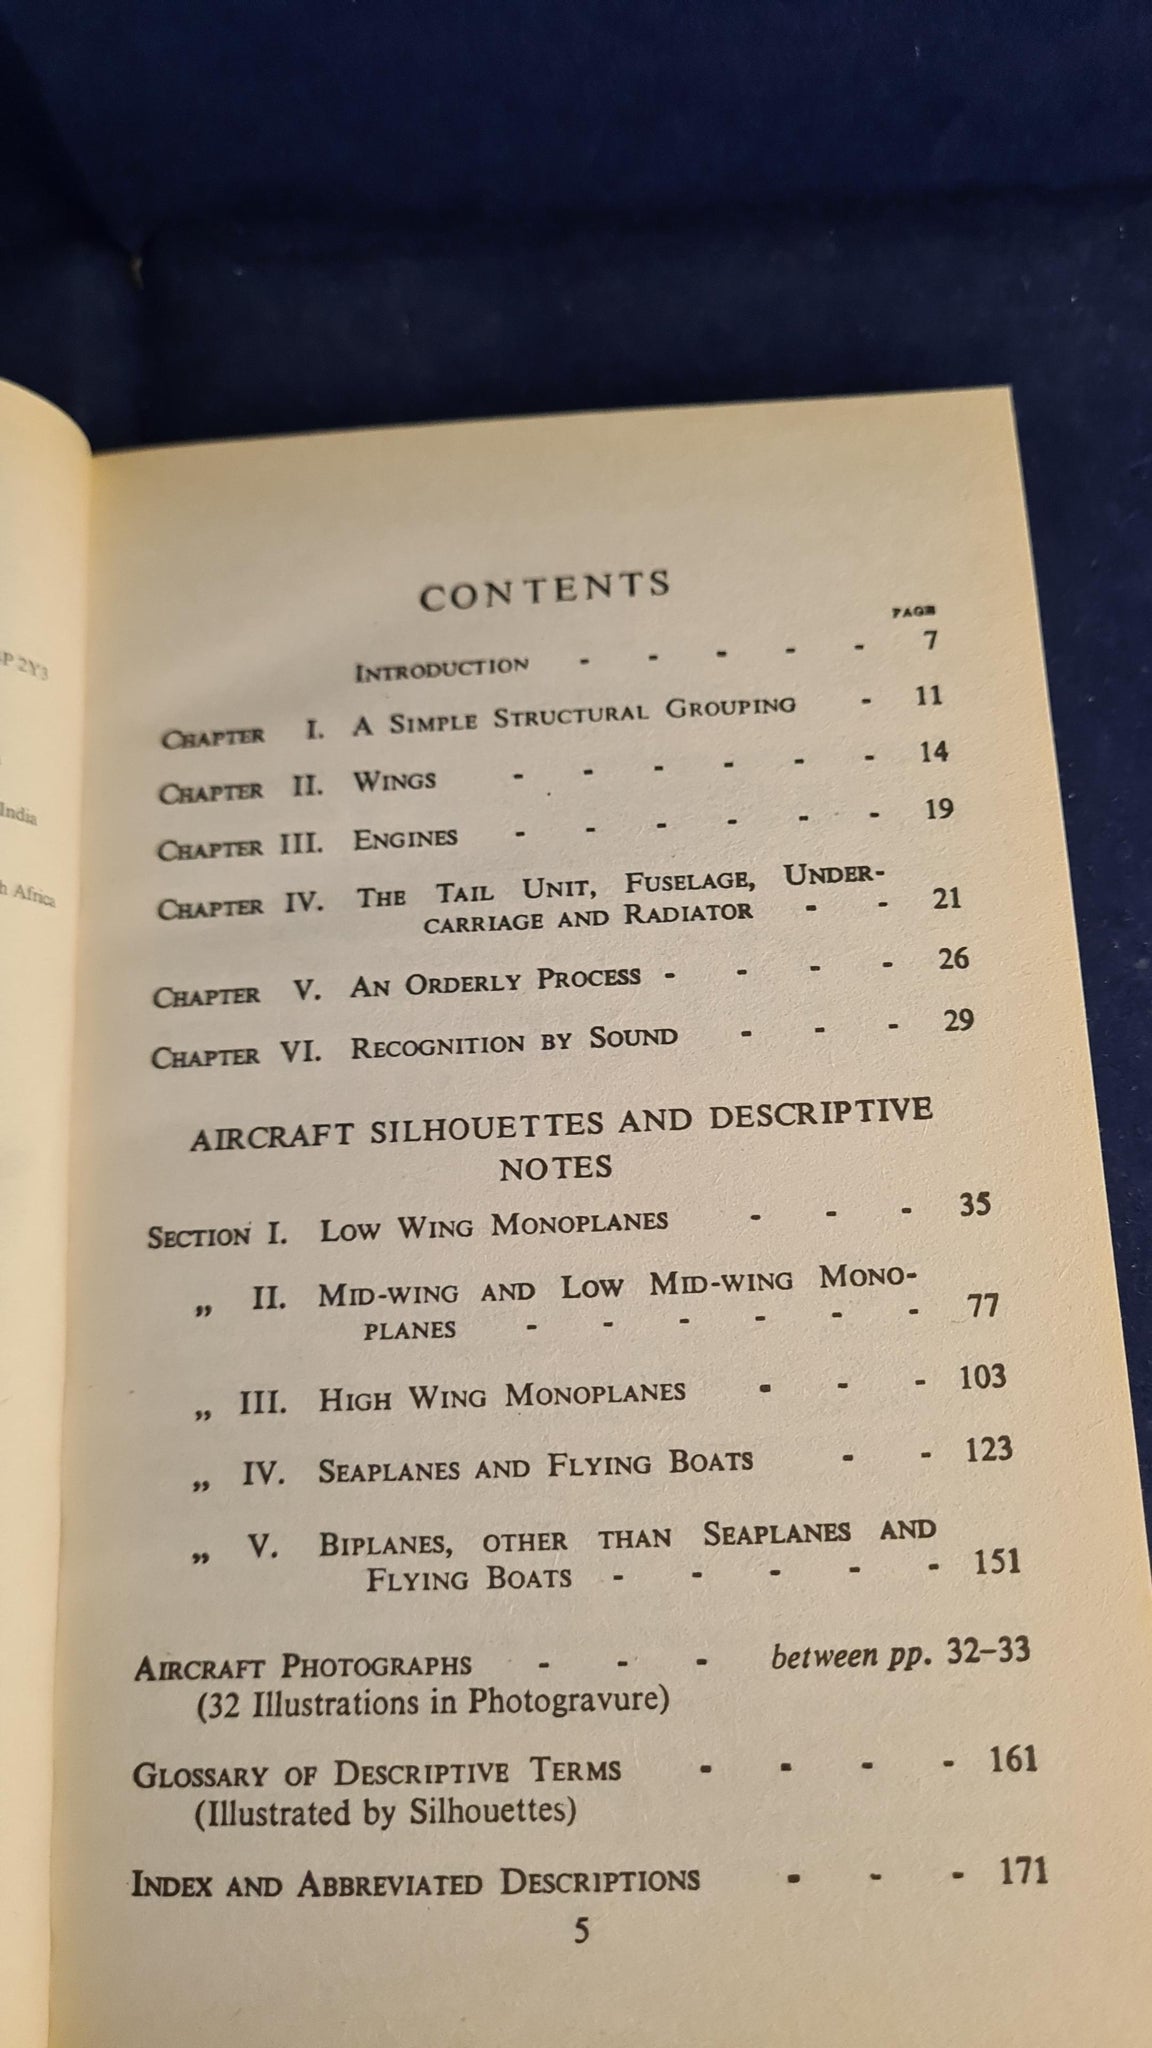 P 2Y3
India
h Africa
CONTENTS
PAGE
INTRODUCTION - - - - - 7
CHAPTER I. A SIMPLE STRUCTURAL GROUPING - 11
CHAPTER II. WINGS - - - - - - 14
CHAPTER III. ENGINES - - - - - - 19
CHAPTER IV. THE TAIL UNIT, FUSELAGE, UNDER-
CARRIAGE AND RADIATOR - - 21
CHAPTER V. AN ORDERLY PROCESS - - - - 26
CHAPTER VI. RECOGNITION BY SOUND - - - 29
AIRCRAFT SILHOUETTES AND DESCRIPTIVE
NOTES
SECTION I. LOW WING MONOPLANES - - - 35
„ II. MID-WING AND LOW MID-WING MONO-
PLANES - - - - - - 77
„ III. HIGH WING MONOPLANES - - - 103
„ IV. SEAPLANES AND FLYING BOATS - - 123
„ V. BIPLANES, OTHER THAN SEAPLANES AND
FLYING BOATS - - - - - 151
AIRCRAFT PHOTOGRAPHS - - - between pp. 32–33
(32 Illustrations in Photogravure)
GLOSSARY OF DESCRIPTIVE TERMS - - - - 161
(Illustrated by Silhouettes)
INDEX AND ABBREVIATED DESCRIPTIONS - - - 171
5